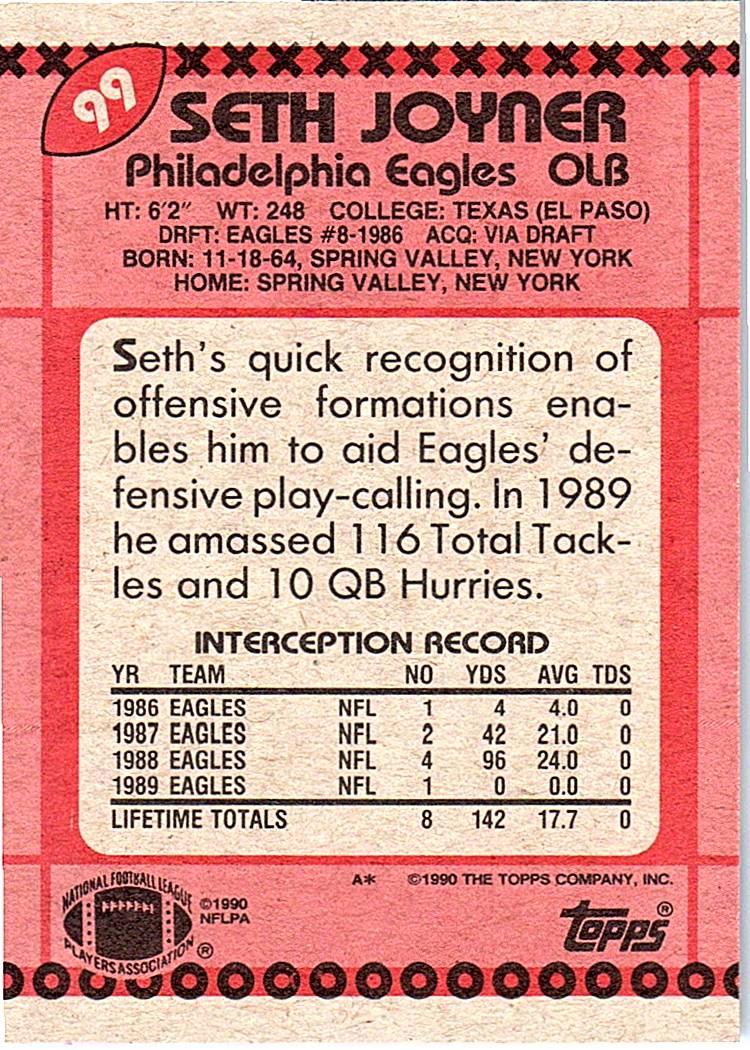 99
SETH JOYNER
Philadelphia Eagles OLB
HT: 6'2" WT: 248 COLLEGE: TEXAS (EL PASO)
DRFT: EAGLES #8-1986 ACQ: VIA DRAFT
BORN: 11-18-64, SPRING VALLEY, NEW YORK
HOME: SPRING VALLEY, NEW YORK
Seth's quick recognition of
offensive formations ena-
bles him to aid Eagles' de-
fensive play-calling. In 1989
he amassed 116 Total Tack-
les and 10 QB Hurries.
INTERCEPTION RECORD
YR TEAM NO YDS AVG TDS
1986 EAGLES NFL 1 4 4.0 0
1987 EAGLES NFL 2 42 21.0 0
1988 EAGLES NFL 4 96 24.0 0
1989 EAGLES NFL 1 0 0.0 0
LIFETIME TOTALS 8 142 17.7 0
A* ©1990 THE TOPPS COMPANY, INC.
NATIONAL FOOTBALL LEAGUE
PLAYERS ASSOCIATION ®
©1990
NFLPA
topps ®